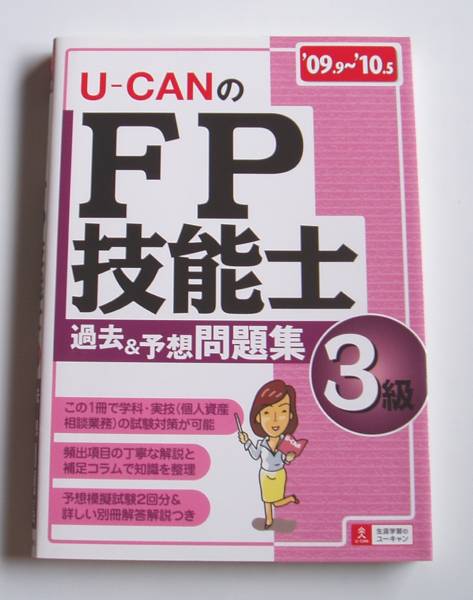 '09.9~'10.5
U-CANの
FP
技能士
過去&予想問題集
3級
この1冊で学科・実技(個人資産
相談業務)の試験対策が可能
頻出項目の丁寧な解説と
補足コラムで知識を整理
予想模擬試験2回分&
詳しい別冊解答解説つき
U-CAN
生涯学習の
ユーキャン